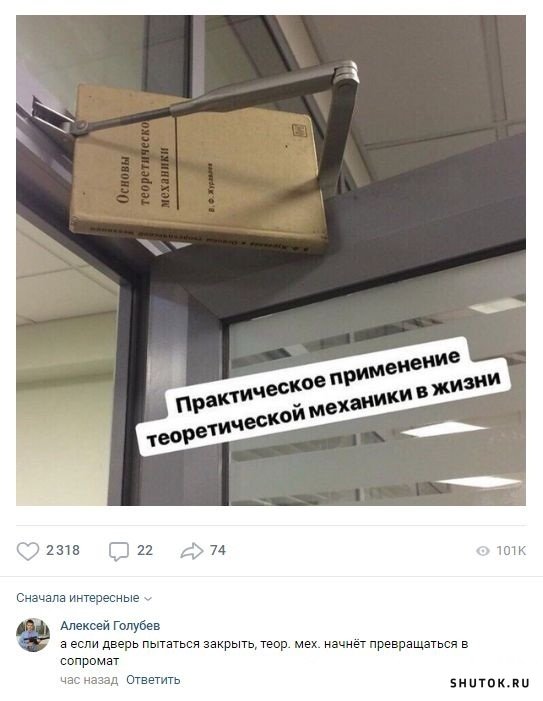 Основы
теоретическо
механики
В. Ф. Журавлев
Практическое применение
теоретической механики в жизни
2318
22
74
101K
Сначала интересные
Алексей Голубев
а если дверь пытаться закрыть, теор. мех. начнёт превращаться в
сопромат
час назад Ответить
SHUTOK.RU